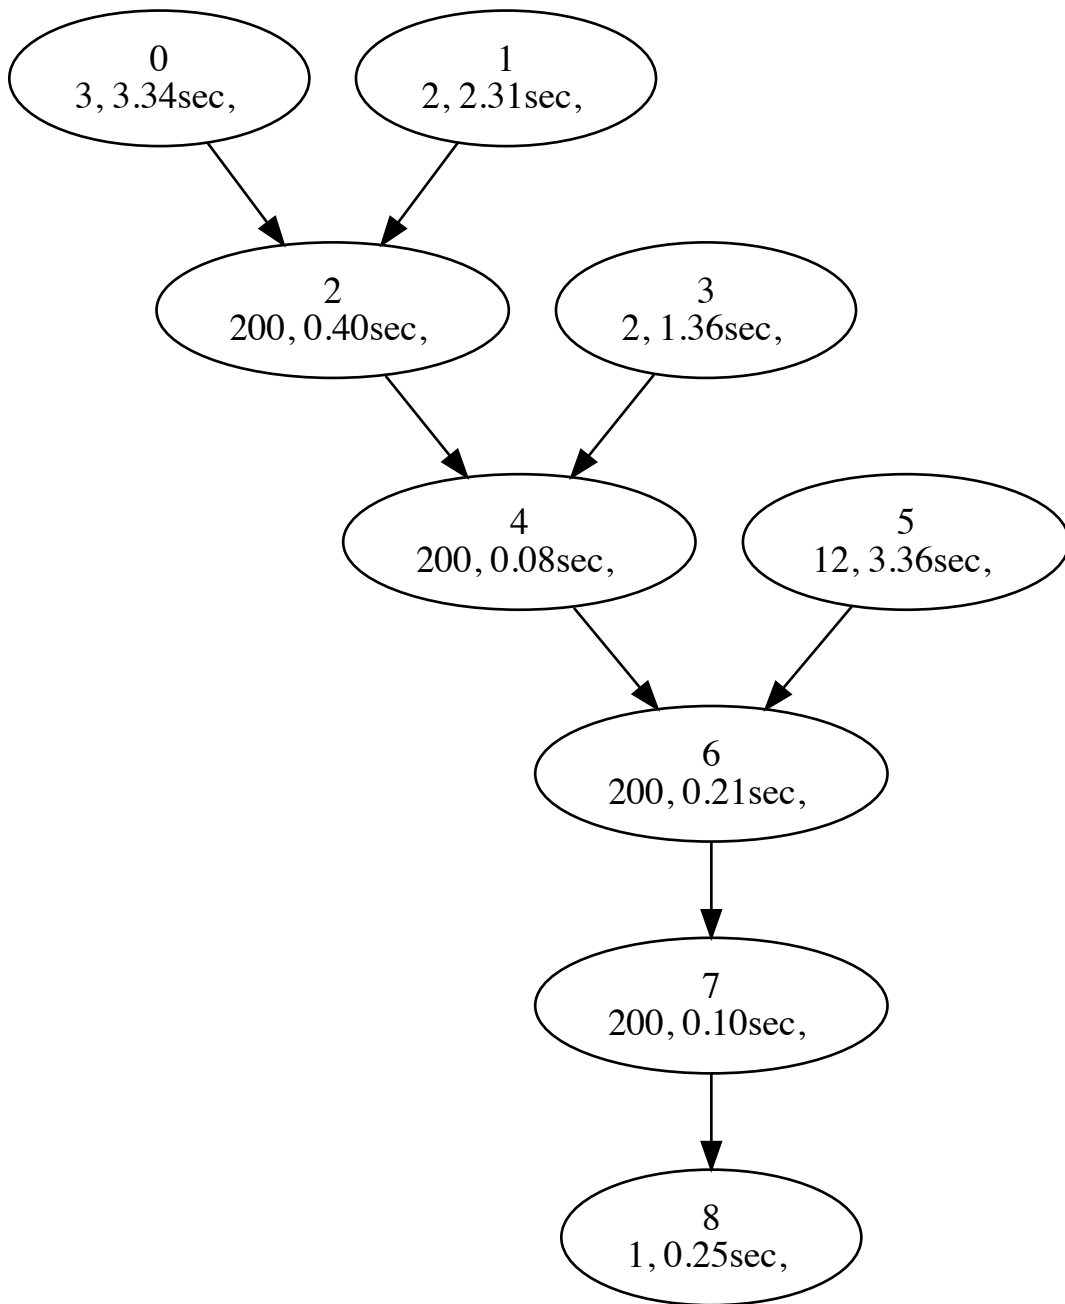 0
3, 3.34sec,
1
2, 2.31sec,
2
200, 0.40sec,
3
2, 1.36sec,
4
200, 0.08sec,
5
12, 3.36sec,
6
200, 0.21sec,
7
200, 0.10sec,
8
1, 0.25sec,